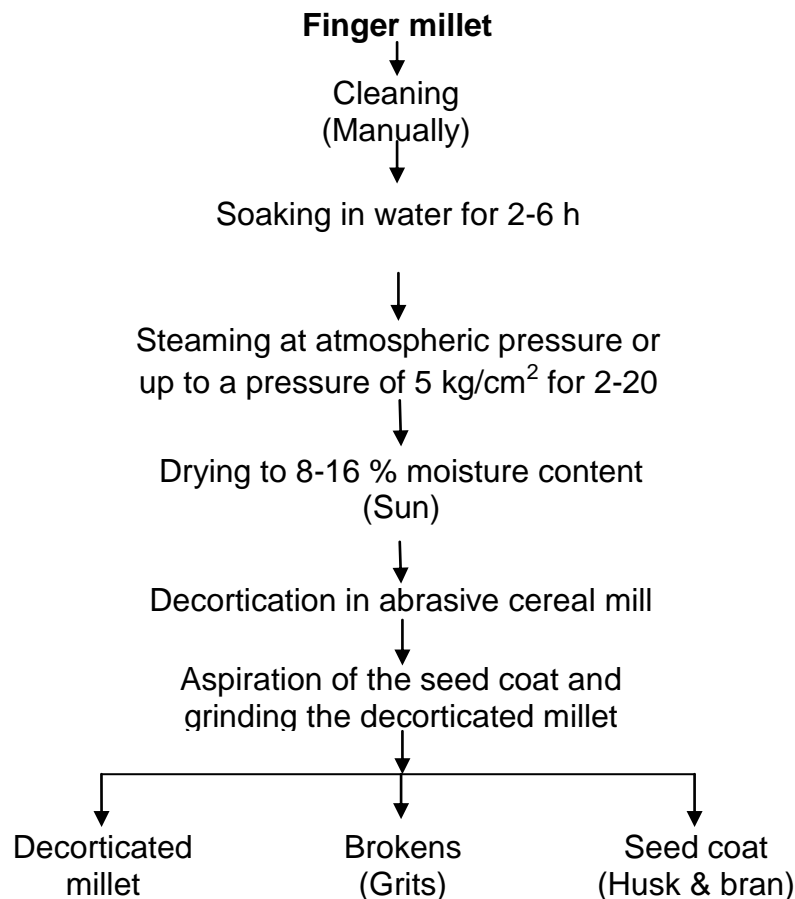 Finger millet
Cleaning
(Manually)
Soaking in water for 2-6 h
Steaming at atmospheric pressure or
up to a pressure of 5 kg/cm² for 2-20
Drying to 8-16 % moisture content
(Sun)
Decortication in abrasive cereal mill
Aspiration of the seed coat and
grinding the decorticated millet
Decorticated
millet
Brokens
(Grits)
Seed coat
(Husk & bran)